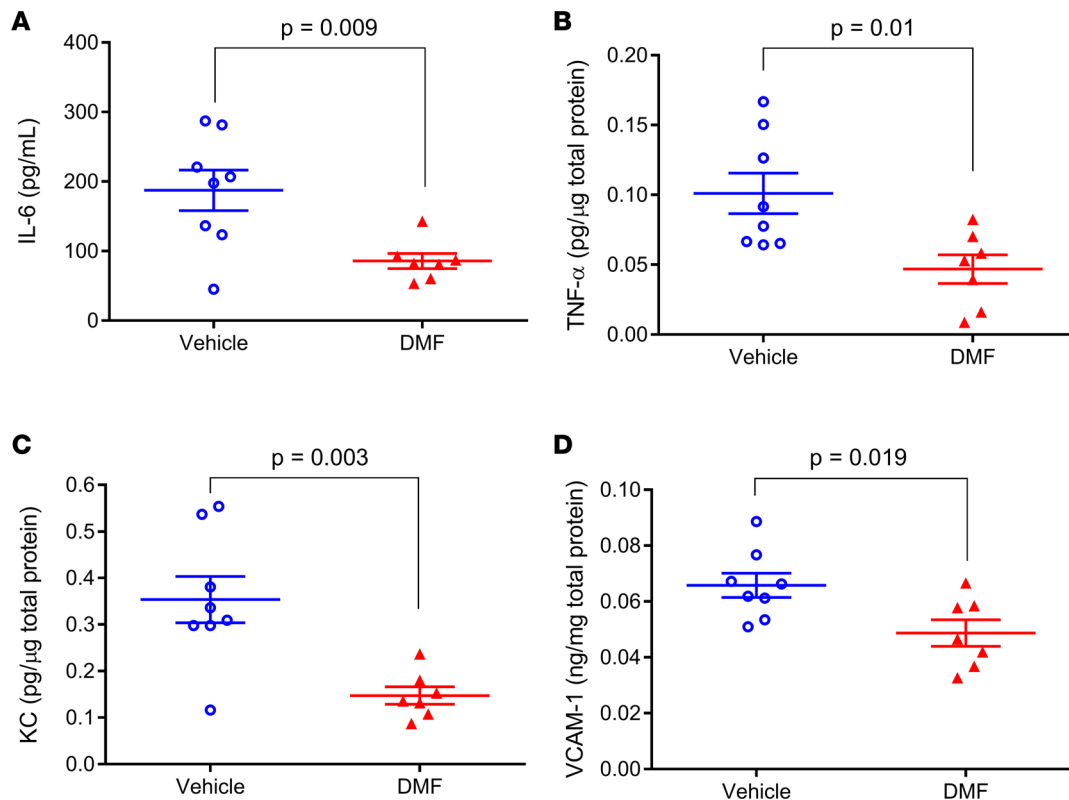 A
p = 0.009
IL-6 (pg/mL)
400
300
200
100
0
Vehicle
DMF
B
p = 0.01
TNF-α (pg/μg total protein)
0.20
0.15
0.10
0.05
0.00
Vehicle
DMF
C
p = 0.003
KC (pg/μg total protein)
0.6
0.5
0.4
0.3
0.2
0.1
0.0
Vehicle
DMF
D
p = 0.019
VCAM-1 (ng/mg total protein)
0.10
0.08
0.06
0.04
0.02
0.00
Vehicle
DMF